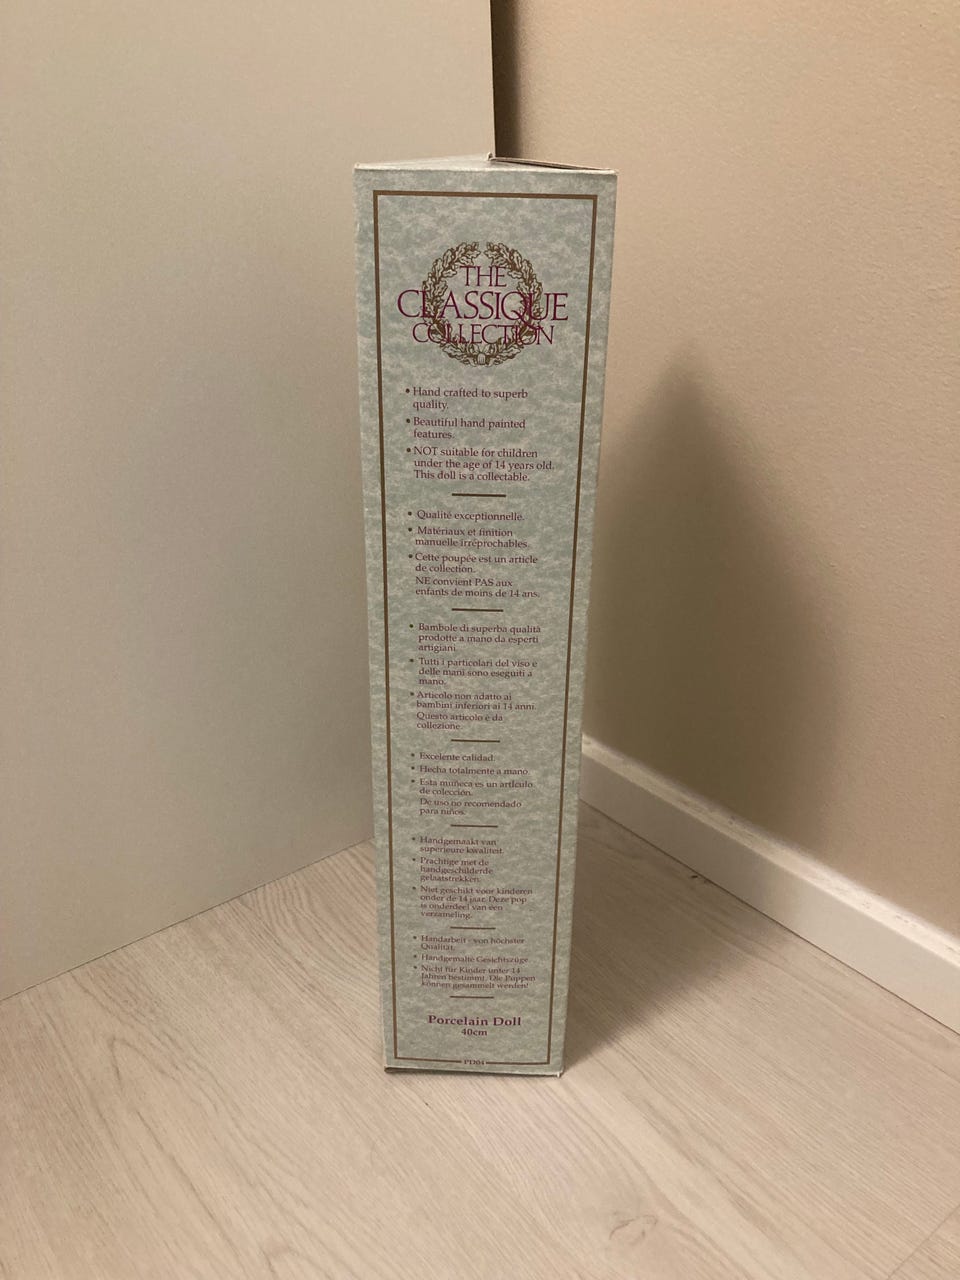 THE
CLASSIQUE
COLLECTION
• Hand crafted to superb
quality.
• Beautiful hand painted
features.
• NOT suitable for children
under the age of 14 years old.
This doll is a collectable.
• Qualité exceptionnelle.
• Matériaux et finition
manuelle irréprochables.
• Cette poupée est un article
de collection.
NE convient PAS aux
enfants de moins de 14 ans.
• Bambole di superba qualità
prodotte a mano da esperti
artigiani
• Tutti i particolari del viso e
delle mani sono eseguiti a
mano.
• Articolo non adatto ai
bambini inferiori ai 14 anni.
Questo articolo è da
collezione.
• Excelente calidad.
• Hecha totalmente a mano.
• Esta muñeca es un artículo
de colección.
De uso no recomendado
para niños.
• Handgemaakt van
superieure kwaliteit.
• Prachtige met de
handgeschilderde
gelaatstrekken.
• Niet geschikt voor kinderen
onder de 14 jaar. Deze pop
is onderdeel van een
verzameling.
• Handarbeit - von höchster
Qualität.
• Handgemalte Gesichtszüge.
• Nicht für Kinder unter 14
Jahren bestimmt. Die Puppen
können gesammelt werden!
Porcelain Doll
40cm